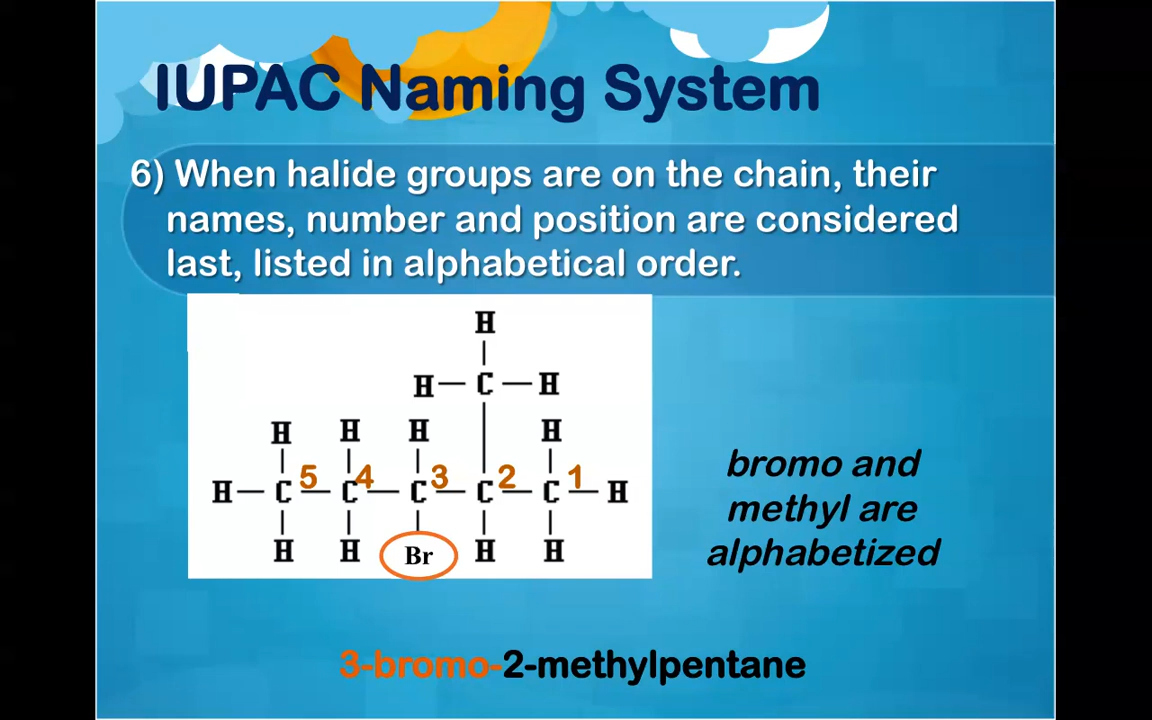 IUPAC Naming System
6) When halide groups are on the chain, their
names, number and position are considered
last, listed in alphabetical order.
H
H — C — H
H H H H
5 4 3 2 1
H — C — C — C — C — C — H
H H Br H H
bromo and
methyl are
alphabetized
3-bromo-2-methylpentane